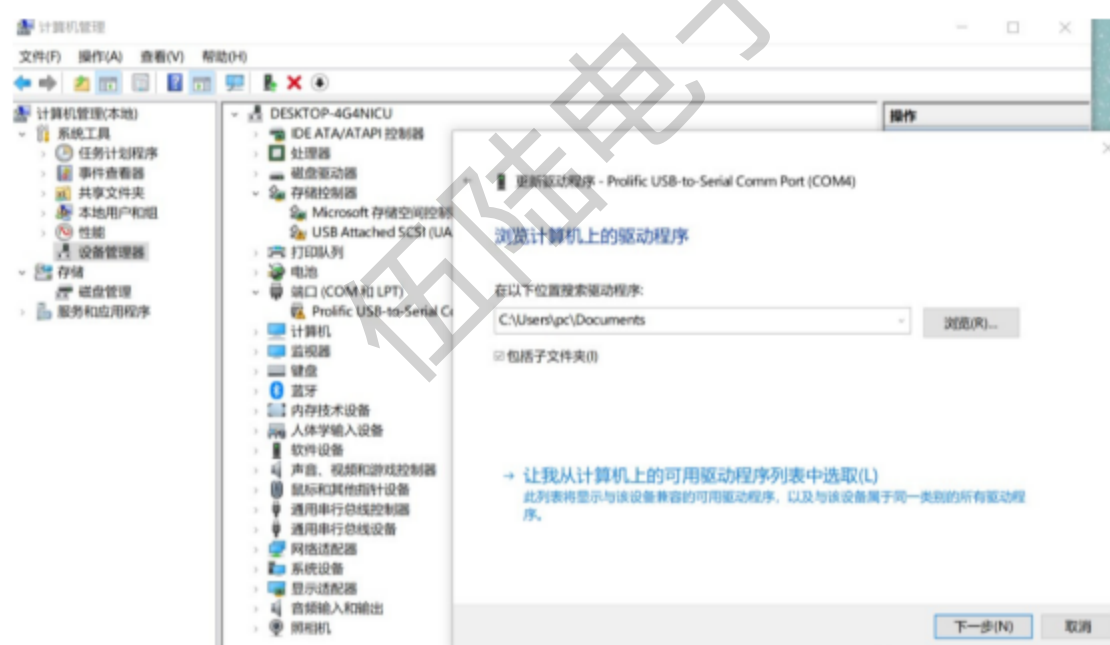 计算机管理
文件(F) 操作(A) 查看(V) 帮助(H)
计算机管理(本地)
系统工具
任务计划程序
事件查看器
共享文件夹
本地用户和组
性能
设备管理器
存储
磁盘管理
服务和应用程序
DESKTOP-4G4NICU
IDE ATA/ATAPI 控制器
处理器
磁盘驱动器
存储控制器
Microsoft 存储空间控制
USB Attached SCSI (UA
打印队列
电池
端口 (COM 和 LPT)
Prolific USB-to-Serial Co
计算机
监视器
键盘
蓝牙
内存技术设备
人体学输入设备
软件设备
声音、视频和游戏控制器
鼠标和其他指针设备
通用串行总线控制器
通用串行总线设备
网络适配器
系统设备
显示适配器
音频输入和输出
照相机
操作
更新驱动程序 - Prolific USB-to-Serial Comm Port (COM4)
浏览计算机上的驱动程序
在以下位置搜索驱动程序:
C:\Users\pc\Documents
浏览(R)...
包括子文件夹(I)
→ 让我从计算机上的可用驱动程序列表中选取(L)
此列表将显示与该设备兼容的可用驱动程序，以及与该设备属于同一类别的所有驱动程
序。
下一步(N) 取消
伍陆电子